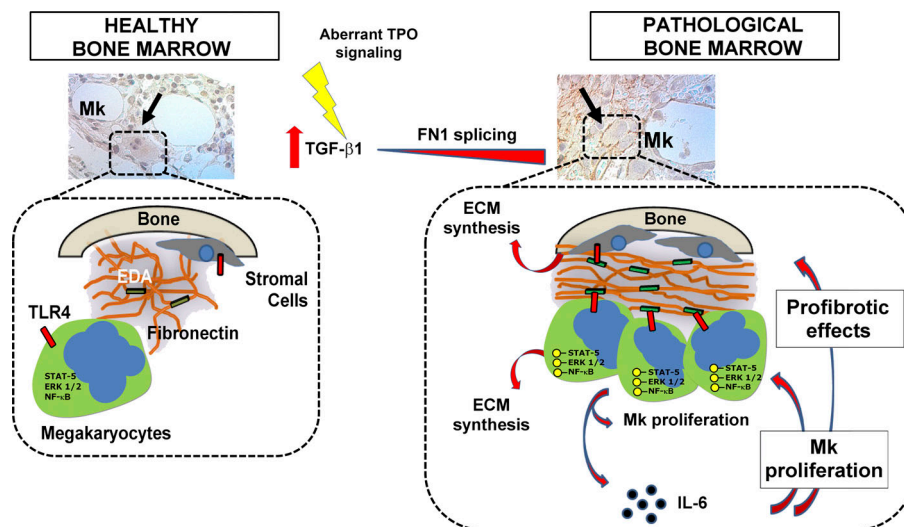 HEALTHY
BONE MARROW
Aberrant TPO
signaling
PATHOLOGICAL
BONE MARROW
Mk
TGF-β1
FN1 splicing
Mk
Bone
EDA
Stromal
Cells
TLR4
Fibronectin
STAT-5
ERK 1/2
NF-κB
Megakaryocytes
ECM
synthesis
Bone
Profibrotic
effects
STAT-5
ERK 1/2
NF-κB
STAT-5
ERK 1/2
NF-κB
STAT-5
ERK 1/2
NF-κB
ECM
synthesis
Mk proliferation
Mk
proliferation
IL-6